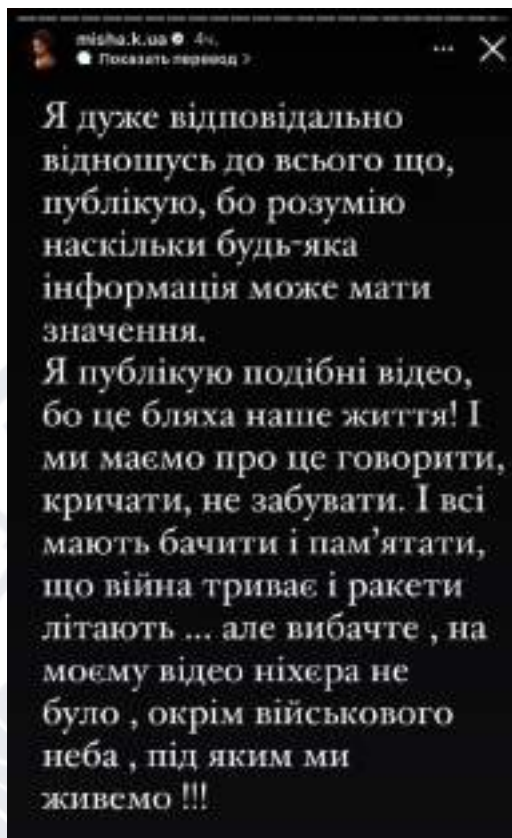 misha.k.ua 4ч.
Показать перевод >
Я дуже відповідально
відношусь до всього що,
публікую, бо розумію
наскільки будь-яка
інформація може мати
значення.
Я публікую подібні відео,
бо це бляха наше життя! І
ми маємо про це говорити,
кричати, не забувати. І всі
мають бачити і пам'ятати,
що війна триває і ракети
літають ... але вибачте , на
моєму відео ніхєра не
було , окрім військового
неба , під яким ми
живемо !!!